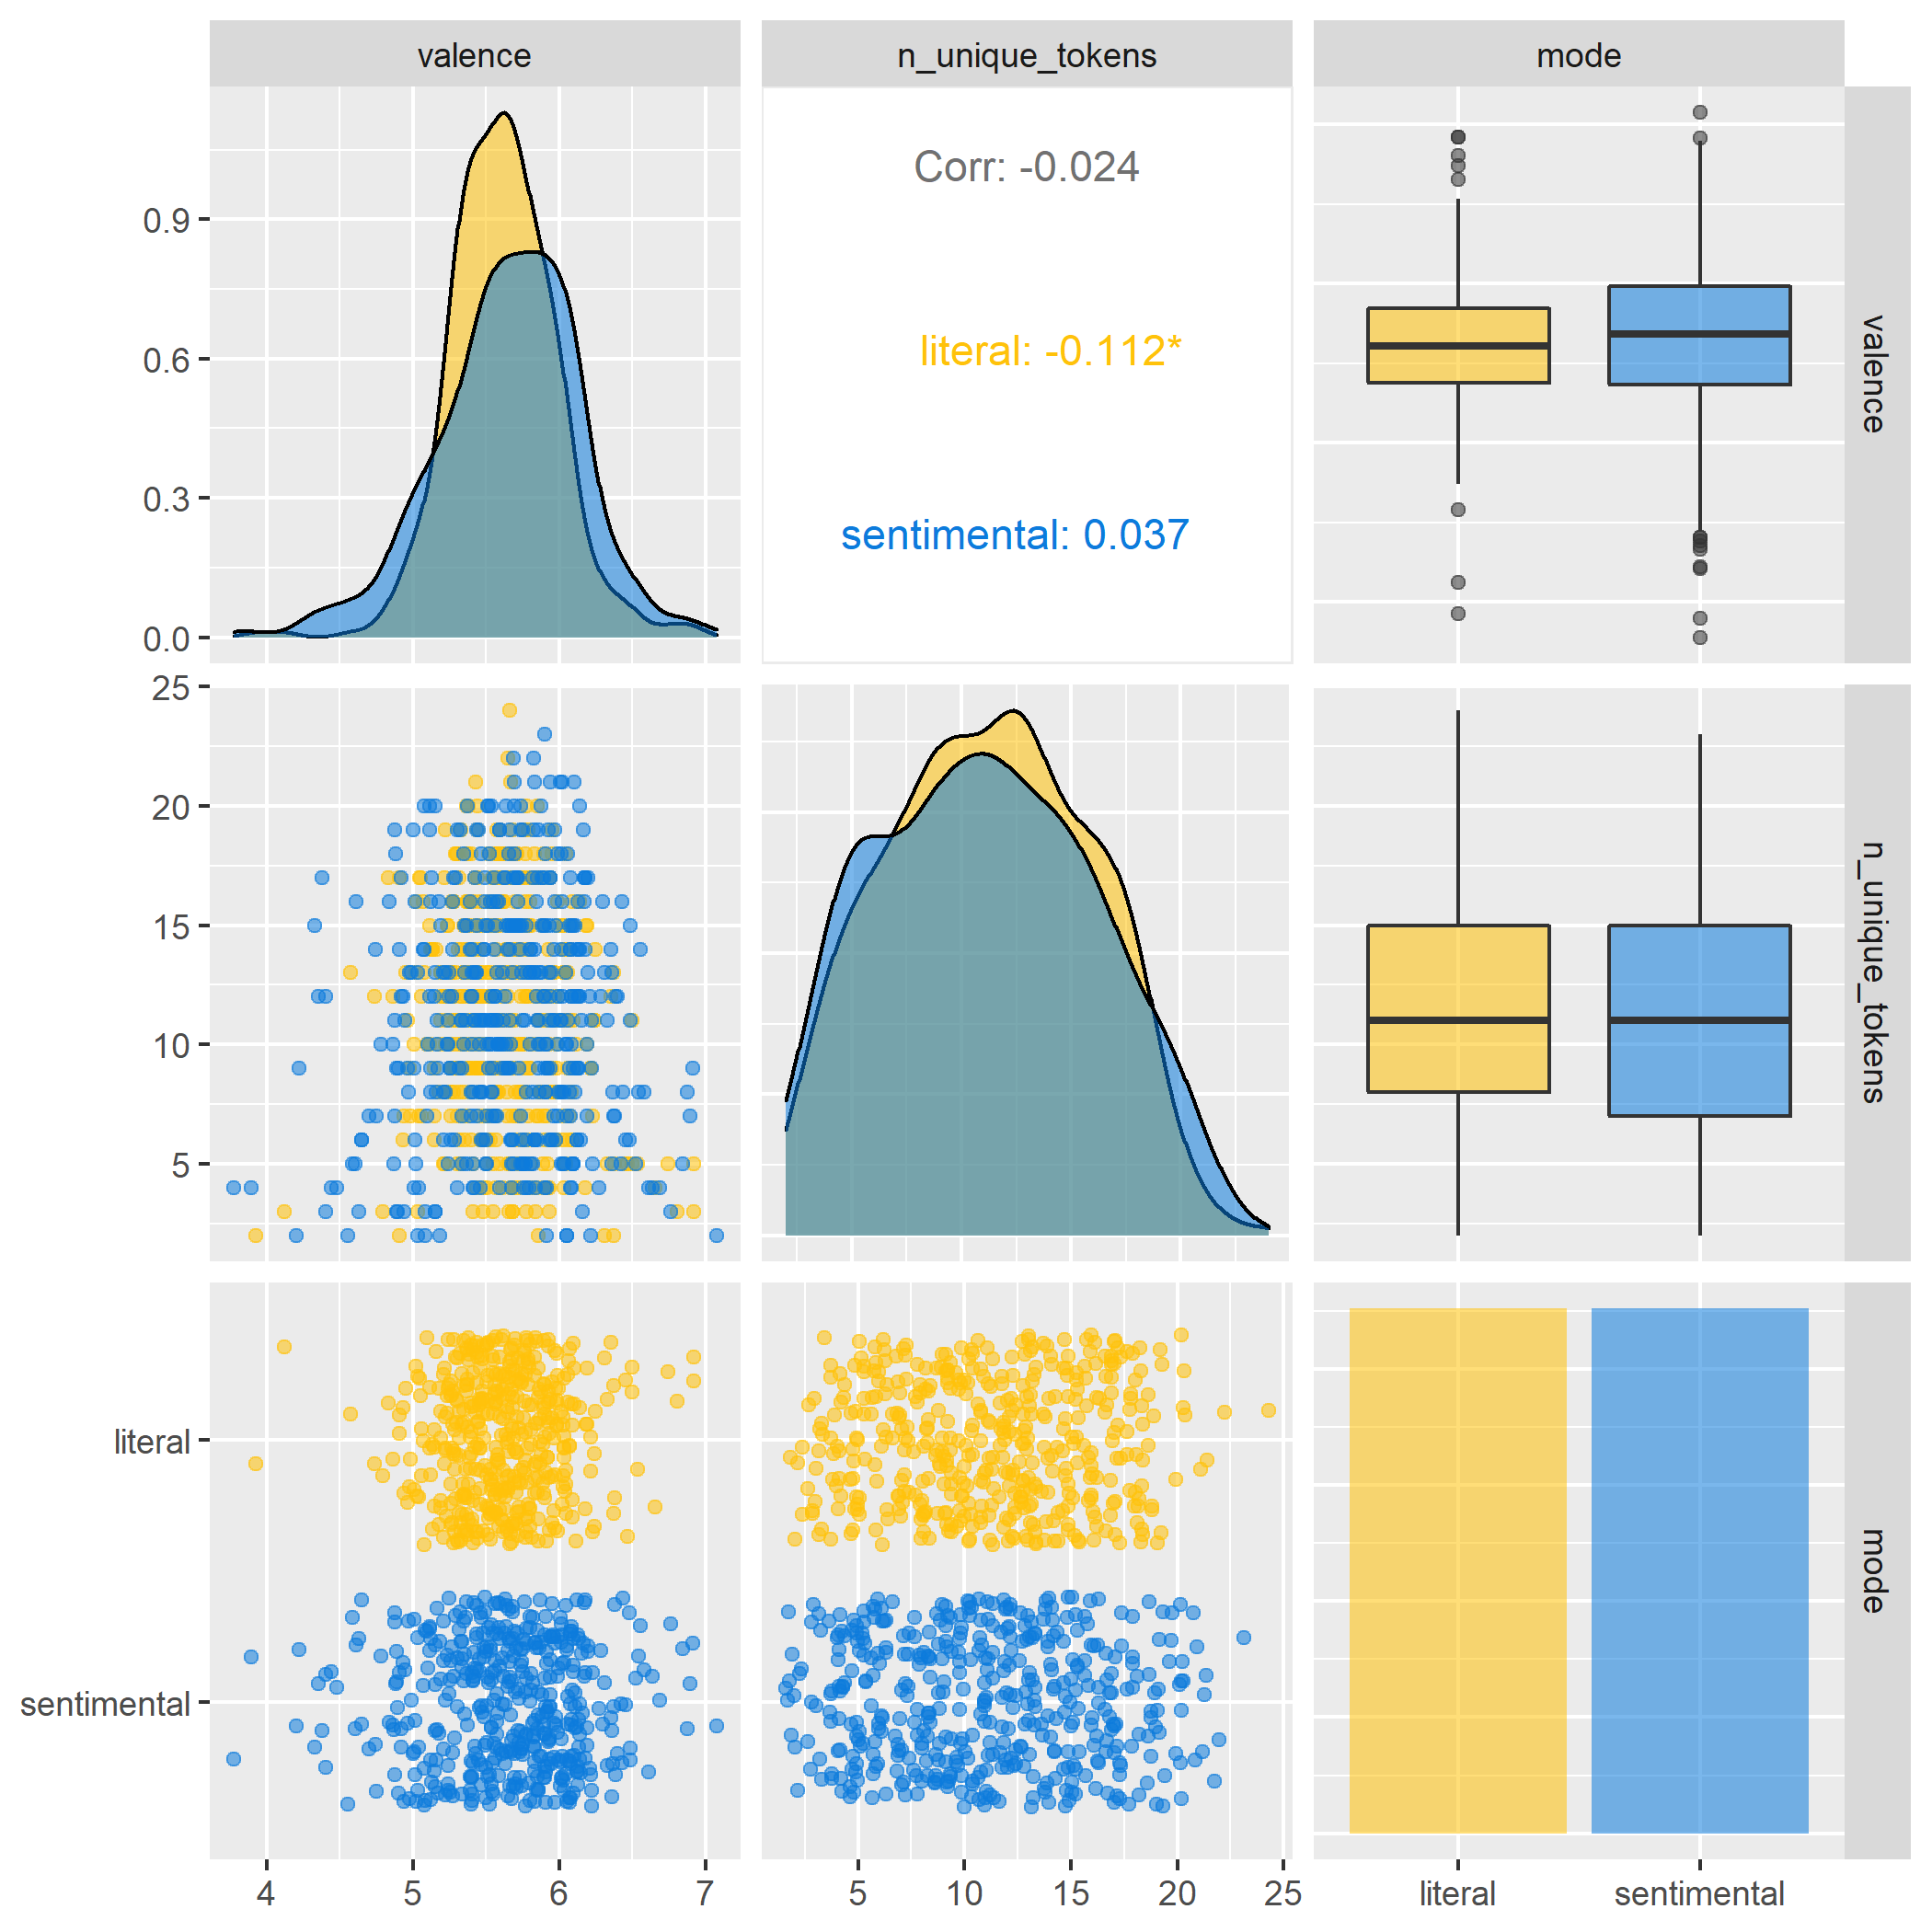 valence
n_unique_tokens
mode
0.9
0.6
0.3
0.0
Corr: -0.024
literal: -0.112*
sentimental: 0.037
valence
25
20
15
10
5
n_unique_tokens
literal
sentimental
mode
4 5 6 7
5 10 15 20 25
literal sentimental